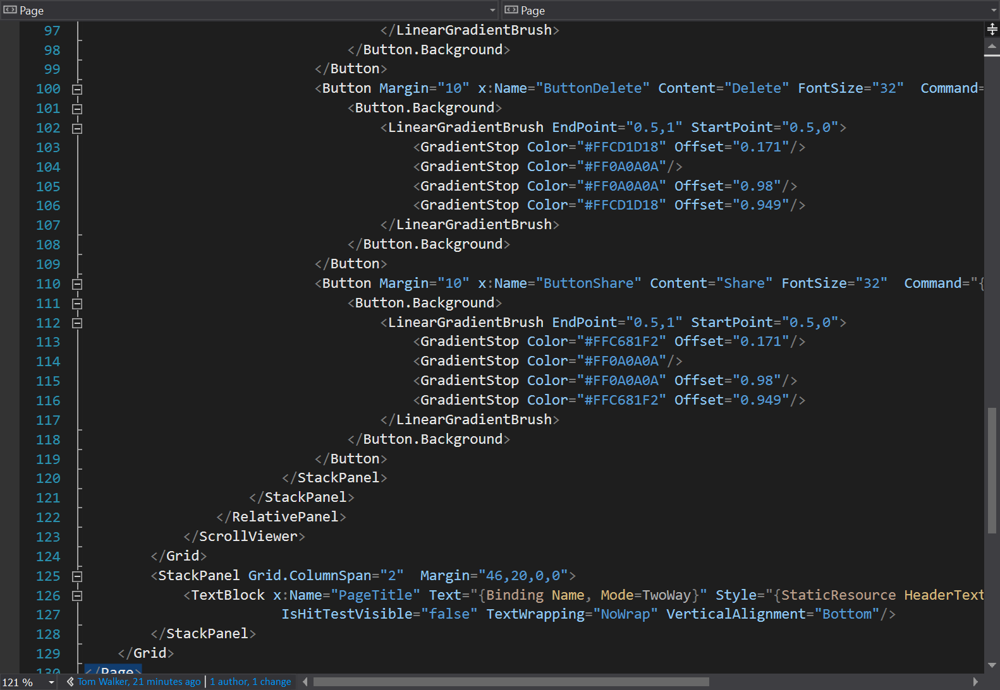 Page Page
97 </LinearGradientBrush>
98 </Button.Background>
99 </Button>
100 <Button Margin="10" x:Name="ButtonDelete" Content="Delete" FontSize="32"  Command=
101 <Button.Background>
102 <LinearGradientBrush EndPoint="0.5,1" StartPoint="0.5,0">
103 <GradientStop Color="#FFCD1D18" Offset="0.171"/>
104 <GradientStop Color="#FF0A0A0A"/>
105 <GradientStop Color="#FF0A0A0A" Offset="0.98"/>
106 <GradientStop Color="#FFCD1D18" Offset="0.949"/>
107 </LinearGradientBrush>
108 </Button.Background>
109 </Button>
110 <Button Margin="10" x:Name="ButtonShare" Content="Share" FontSize="32"  Command="{
111 <Button.Background>
112 <LinearGradientBrush EndPoint="0.5,1" StartPoint="0.5,0">
113 <GradientStop Color="#FFC681F2" Offset="0.171"/>
114 <GradientStop Color="#FF0A0A0A"/>
115 <GradientStop Color="#FF0A0A0A" Offset="0.98"/>
116 <GradientStop Color="#FFC681F2" Offset="0.949"/>
117 </LinearGradientBrush>
118 </Button.Background>
119 </Button>
120 </StackPanel>
121 </StackPanel>
122 </RelativePanel>
123 </ScrollViewer>
124 </Grid>
125 <StackPanel Grid.ColumnSpan="2"  Margin="46,20,0,0">
126 <TextBlock x:Name="PageTitle" Text="{Binding Name, Mode=TwoWay}" Style="{StaticResource HeaderText
127 IsHitTestVisible="false" TextWrapping="NoWrap" VerticalAlignment="Bottom"/>
128 </StackPanel>
129 </Grid>
130 </Page>
121 % Tom Walker, 21 minutes ago | 1 author, 1 change